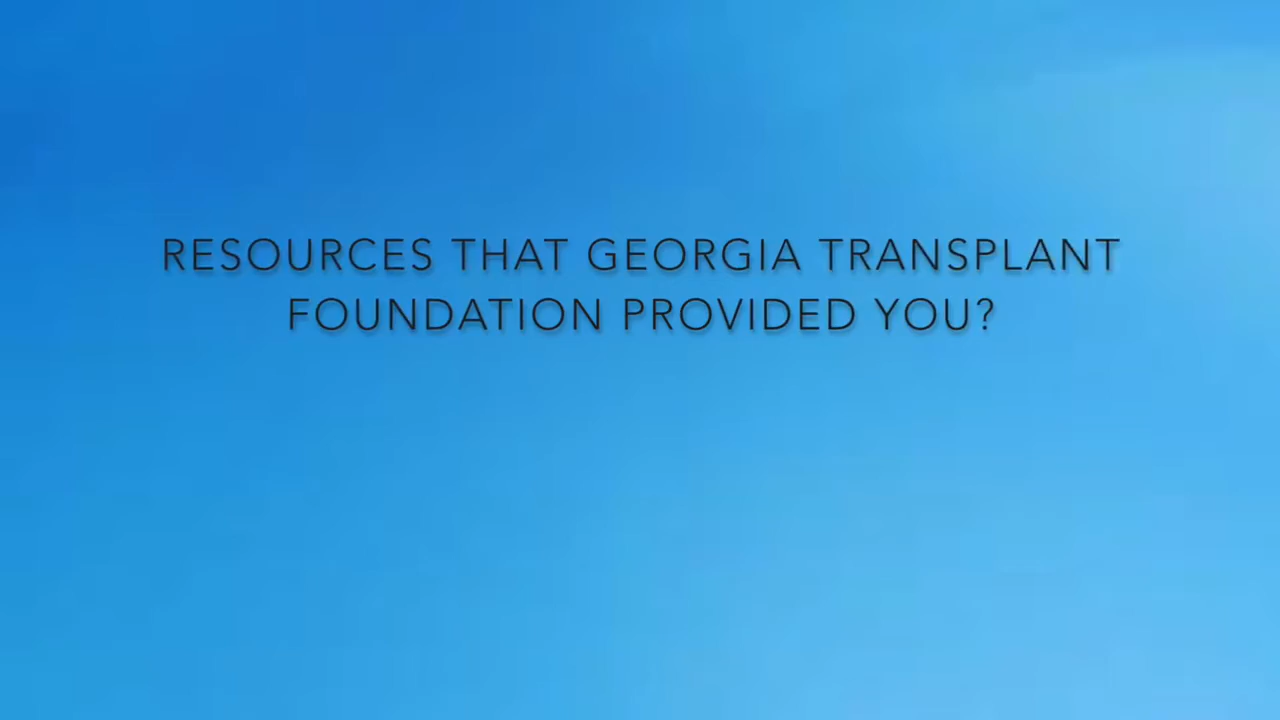 RESOURCES THAT GEORGIA TRANSPLANT
FOUNDATION PROVIDED YOU?